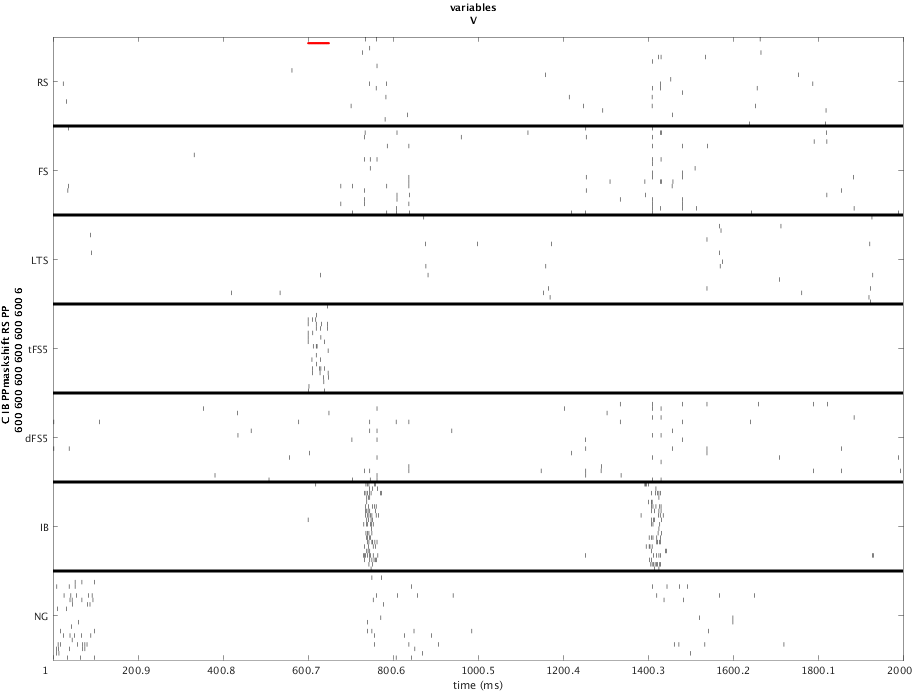 variables
V
RS
FS
LTS
tFS5
dFS5
IB
NG
C IB PPmaskshift RS PP
600 600 600 600 600 600 6
1
200.9
400.8
600.7
800.6
1000.5
1200.4
1400.3
1600.2
1800.1
2000
time (ms)